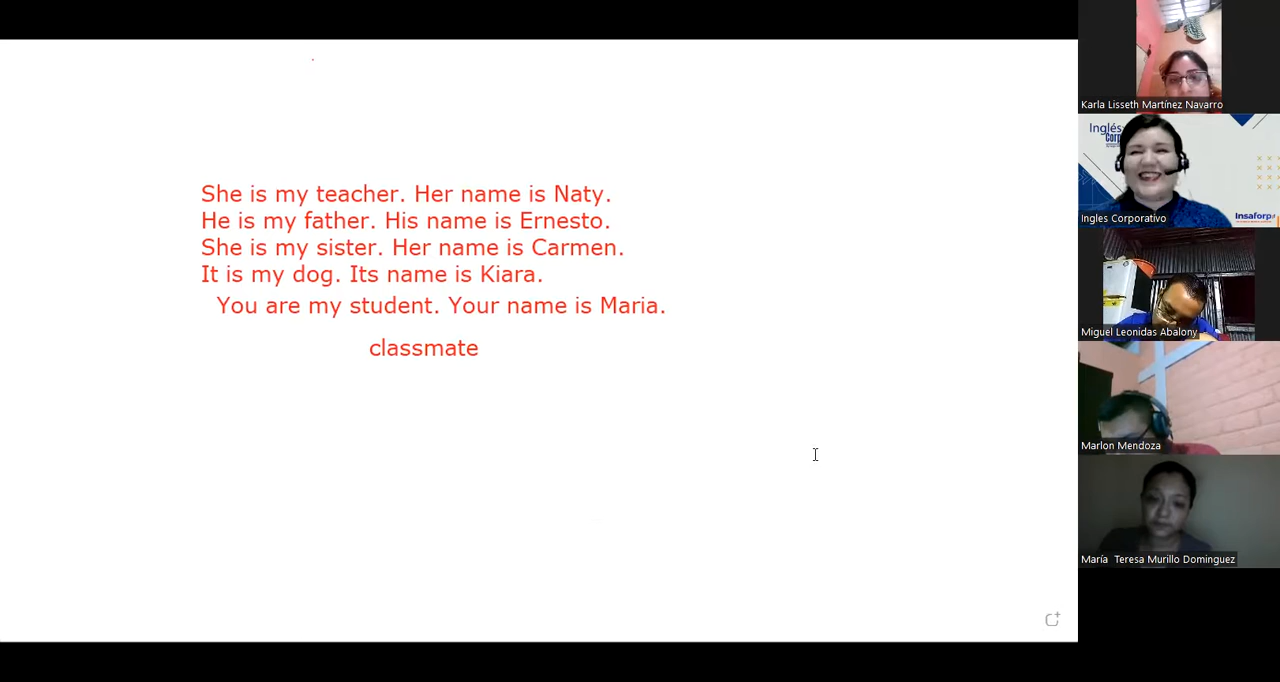 She is my teacher. Her name is Naty.
He is my father. His name is Ernesto.
She is my sister. Her name is Carmen.
It is my dog. Its name is Kiara.
You are my student. Your name is Maria.
classmate
Karla Lisseth Martínez Navarro
Inglés
Corp
Insaforp
Ingles Corporativo
Miguel Leonidas Abalony
Marlon Mendoza
María Teresa Murillo Dominguez